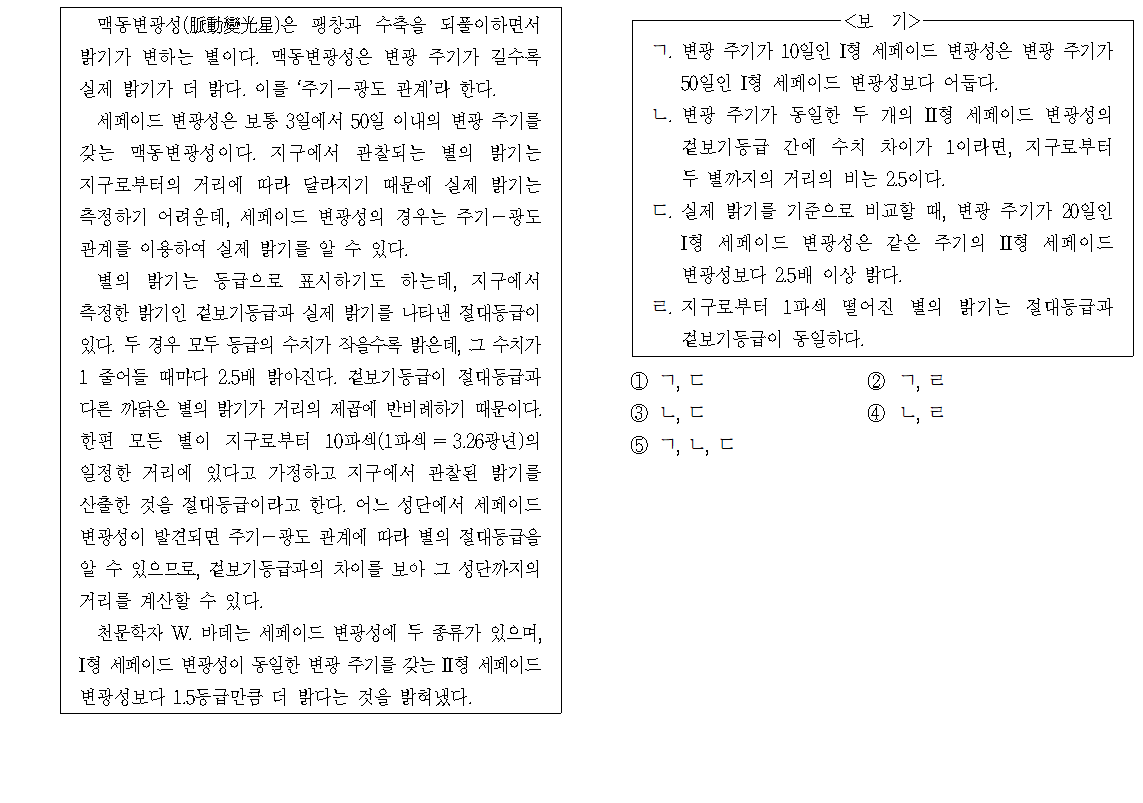 맥동변광성(脈動變光星)은 팽창과 수축을 되풀이하면서
밝기가 변하는 별이다. 맥동변광성은 변광 주기가 길수록
실제 밝기가 더 밝다. 이를 ‘주기－광도 관계’라 한다.
세페이드 변광성은 보통 3일에서 50일 이내의 변광 주기를
갖는 맥동변광성이다. 지구에서 관찰되는 별의 밝기는
지구로부터의 거리에 따라 달라지기 때문에 실제 밝기는
측정하기 어려운데, 세페이드 변광성의 경우는 주기－광도
관계를 이용하여 실제 밝기를 알 수 있다.
별의 밝기는 등급으로 표시하기도 하는데, 지구에서
측정한 밝기인 겉보기등급과 실제 밝기를 나타낸 절대등급이
있다. 두 경우 모두 등급의 수치가 작을수록 밝은데, 그 수치가
1 줄어들 때마다 2.5배 밝아진다. 겉보기등급이 절대등급과
다른 까닭은 별의 밝기가 거리의 제곱에 반비례하기 때문이다.
한편 모든 별이 지구로부터 10파섹(1파섹 = 3.26광년)의
일정한 거리에 있다고 가정하고 지구에서 관찰된 밝기를
산출한 것을 절대등급이라고 한다. 어느 성단에서 세페이드
변광성이 발견되면 주기－광도 관계에 따라 별의 절대등급을
알 수 있으므로, 겉보기등급과의 차이를 보아 그 성단까지의
거리를 계산할 수 있다.
천문학자 W. 바데는 세페이드 변광성에 두 종류가 있으며,
Ⅰ형 세페이드 변광성이 동일한 변광 주기를 갖는 Ⅱ형 세페이드
변광성보다 1.5등급만큼 더 밝다는 것을 밝혀냈다.
<보 기>
ㄱ. 변광 주기가 10일인 Ⅰ형 세페이드 변광성은 변광 주기가
50일인 Ⅰ형 세페이드 변광성보다 어둡다.
ㄴ. 변광 주기가 동일한 두 개의 Ⅱ형 세페이드 변광성의
겉보기등급 간에 수치 차이가 1이라면, 지구로부터
두 별까지의 거리의 비는 2.5이다.
ㄷ. 실제 밝기를 기준으로 비교할 때, 변광 주기가 20일인
Ⅰ형 세페이드 변광성은 같은 주기의 Ⅱ형 세페이드
변광성보다 2.5배 이상 밝다.
ㄹ. 지구로부터 1파섹 떨어진 별의 밝기는 절대등급과
겉보기등급이 동일하다.
① ㄱ, ㄷ
② ㄱ, ㄹ
③ ㄴ, ㄷ
④ ㄴ, ㄹ
⑤ ㄱ, ㄴ, ㄷ